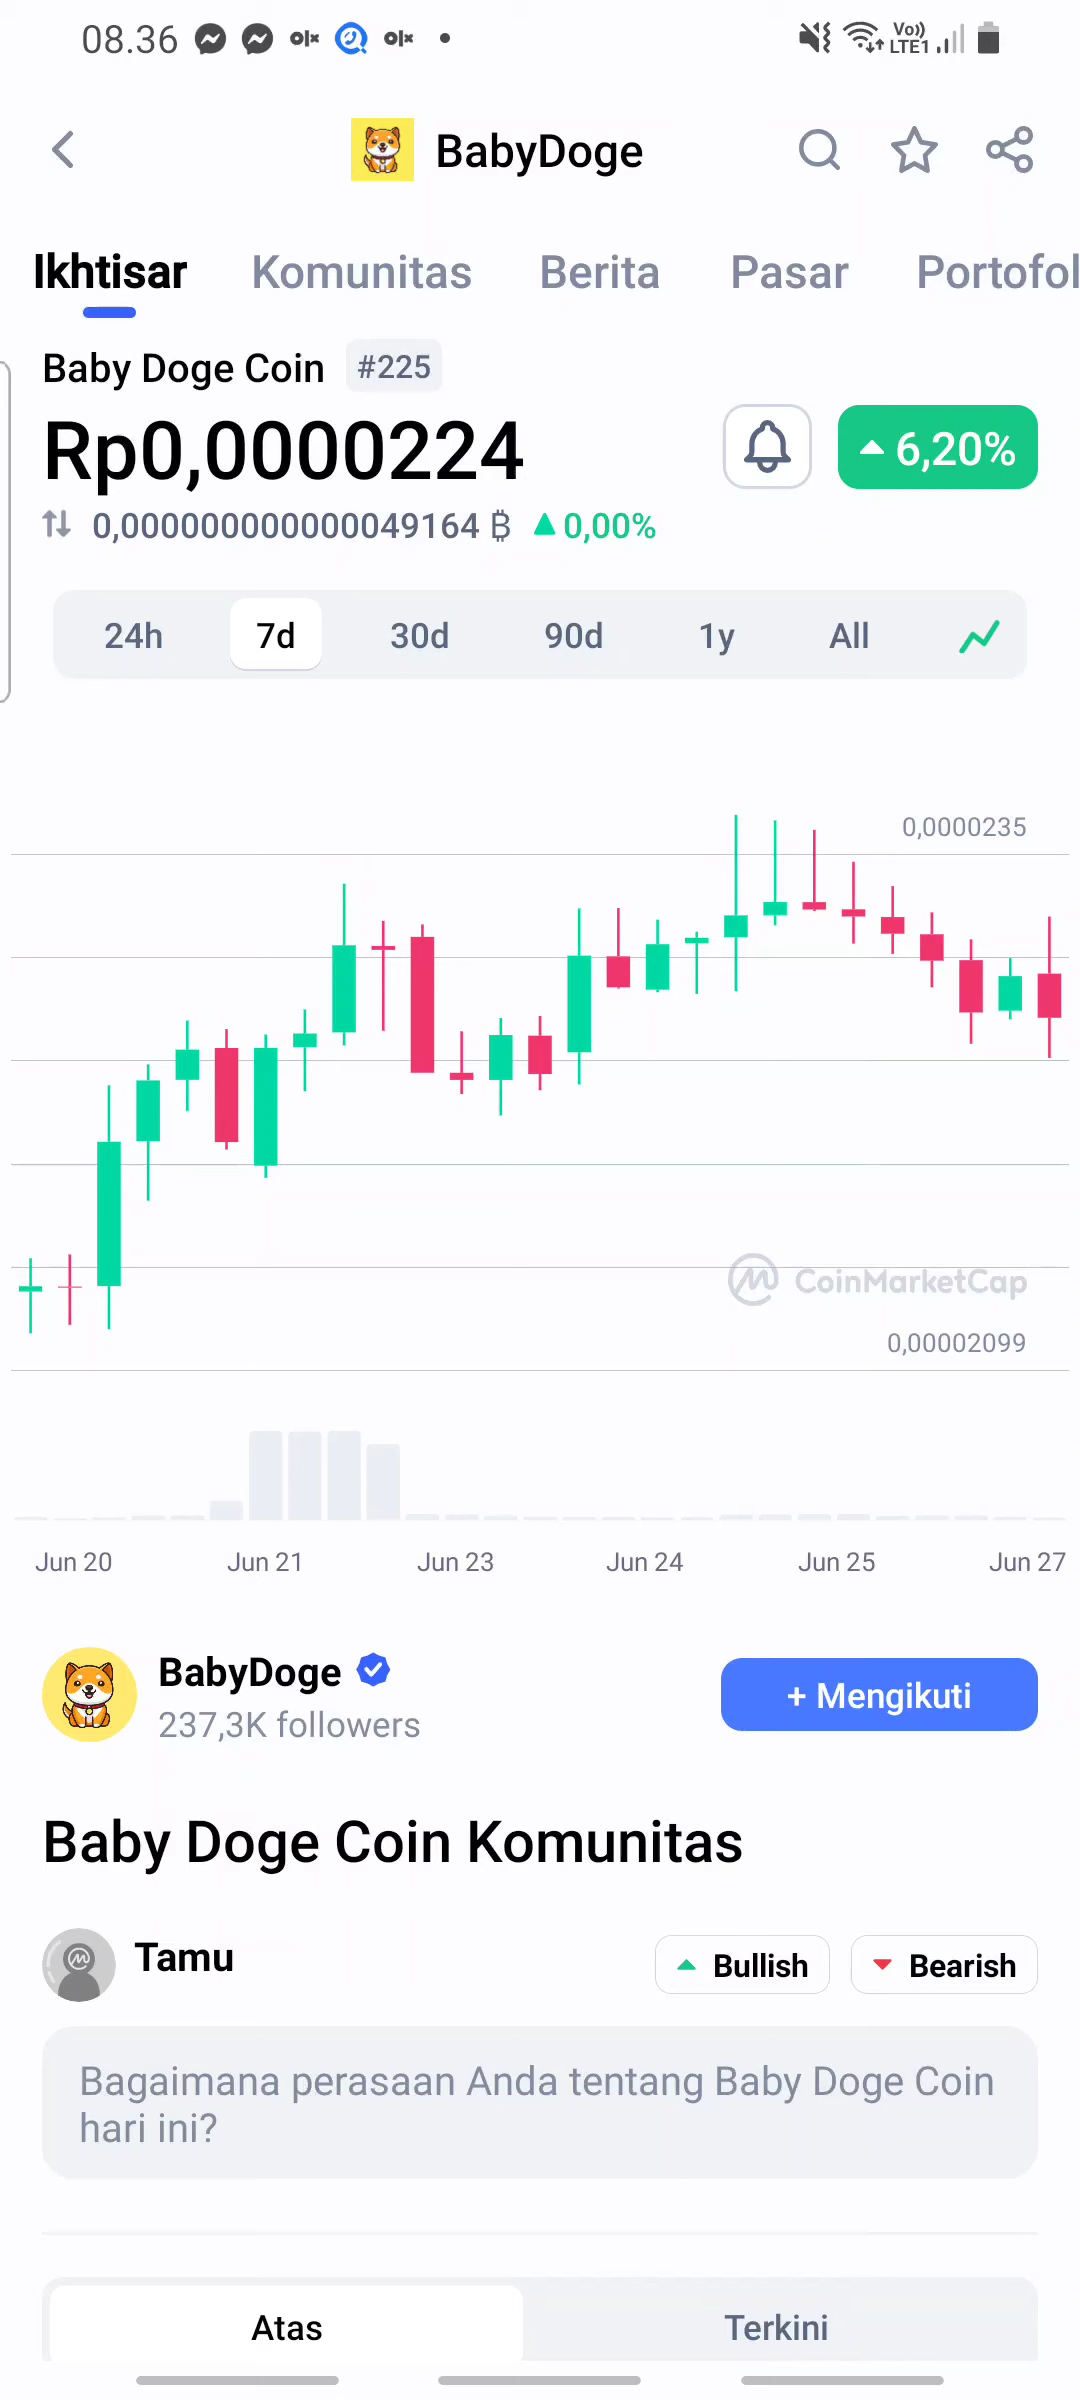 08.36
Vo))
LTE1
BabyDoge
Ikhtisar Komunitas Berita Pasar Portofol
Baby Doge Coin #225
Rp0,0000224
6,20%
0,000000000000049164 ₿ 0,00%
24h 7d 30d 90d 1y All
0,0000235
CoinMarketCap
0,00002099
Jun 20 Jun 21 Jun 23 Jun 24 Jun 25 Jun 27
BabyDoge
237,3K followers
+ Mengikuti
Baby Doge Coin Komunitas
Tamu
Bullish Bearish
Bagaimana perasaan Anda tentang Baby Doge Coin
hari ini?
Atas Terkini